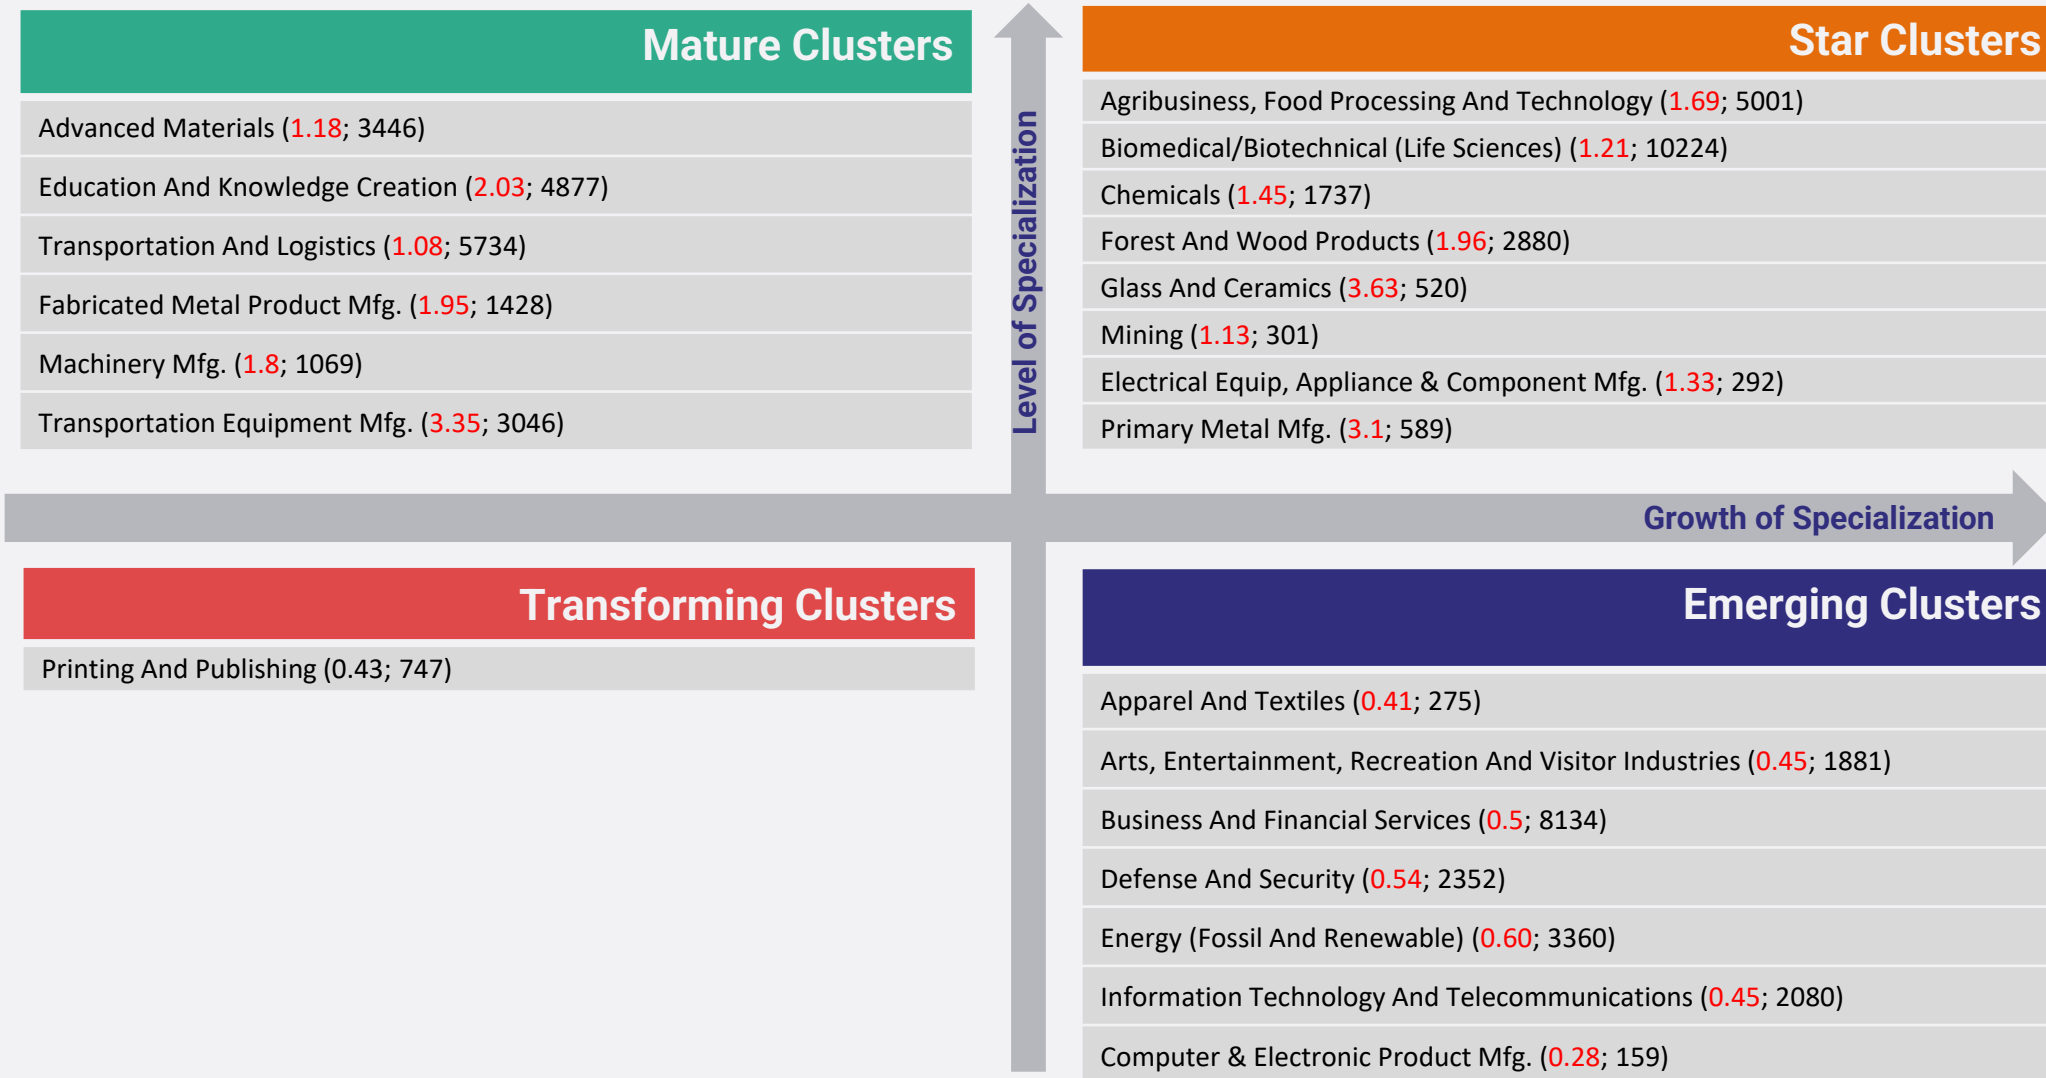 Mature Clusters
Advanced Materials (1.18; 3446)
Education And Knowledge Creation (2.03; 4877)
Transportation And Logistics (1.08; 5734)
Fabricated Metal Product Mfg. (1.95; 1428)
Machinery Mfg. (1.8; 1069)
Transportation Equipment Mfg. (3.35; 3046)
Level of Specialization
Star Clusters
Agribusiness, Food Processing And Technology (1.69; 5001)
Biomedical/Biotechnical (Life Sciences) (1.21; 10224)
Chemicals (1.45; 1737)
Forest And Wood Products (1.96; 2880)
Glass And Ceramics (3.63; 520)
Mining (1.13; 301)
Electrical Equip, Appliance & Component Mfg. (1.33; 292)
Primary Metal Mfg. (3.1; 589)
Growth of Specialization
Transforming Clusters
Printing And Publishing (0.43; 747)
Emerging Clusters
Apparel And Textiles (0.41; 275)
Arts, Entertainment, Recreation And Visitor Industries (0.45; 1881)
Business And Financial Services (0.5; 8134)
Defense And Security (0.54; 2352)
Energy (Fossil And Renewable) (0.60; 3360)
Information Technology And Telecommunications (0.45; 2080)
Computer & Electronic Product Mfg. (0.28; 159)